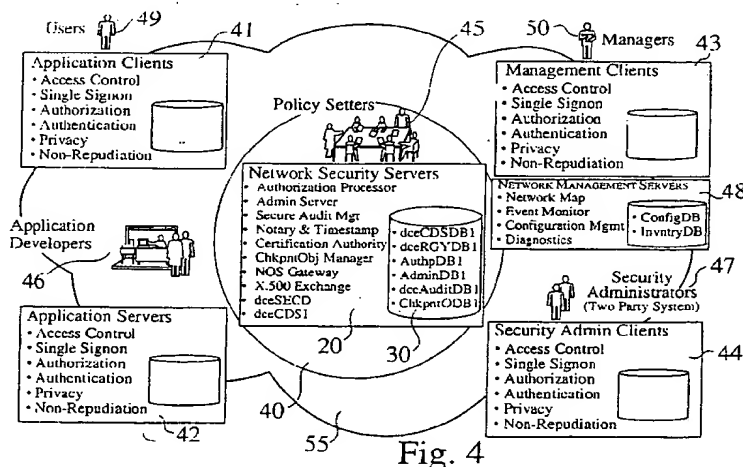 Users
49
41
Application Clients
• Access Control
• Single Signon
• Authorization
• Authentication
• Privacy
• Non-Repudiation
50
Managers
43
Management Clients
• Access Control
• Single Signon
• Authorization
• Authentication
• Privacy
• Non-Repudiation
45
Policy Setters
Network Security Servers
• Authorization Processor
• Admin Server
• Secure Audit Mgt
• Notary & Timestamp
• Certification Authority
• ChkpntObj Manager
• NOS Gateway
• X.500 Exchange
• dceSECD
• dceCDS1
• dceCDSDB1
• dceRGYDB1
• AuthpDB1
• AdminDB1
• dceAuditDB1
• ChkpntODB1
20
30
NETWORK MANAGEMENT SERVERS
48
• Network Map
• Event Monitor
• Configuration Mgmt
• Diagnostics
• ConfigDB
• InvntryDB
Application
Developers
46
47
Security
Administrators
(Two Party System)
Application Servers
• Access Control
• Single Signon
• Authorization
• Authentication
• Privacy
• Non-Repudiation
42
Security Admin Clients
• Access Control
• Single Signon
• Authorization
• Authentication
• Privacy
• Non-Repudiation
44
40
55
Fig. 4